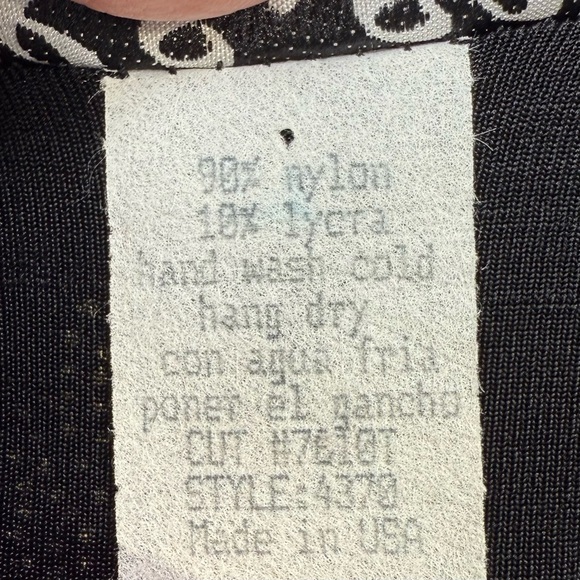 90% nylon
10% lycra
hand wash cold
hang dry
con agua fria
poner el gancho
CUT #7610T
STYLE:4370
Made in USA